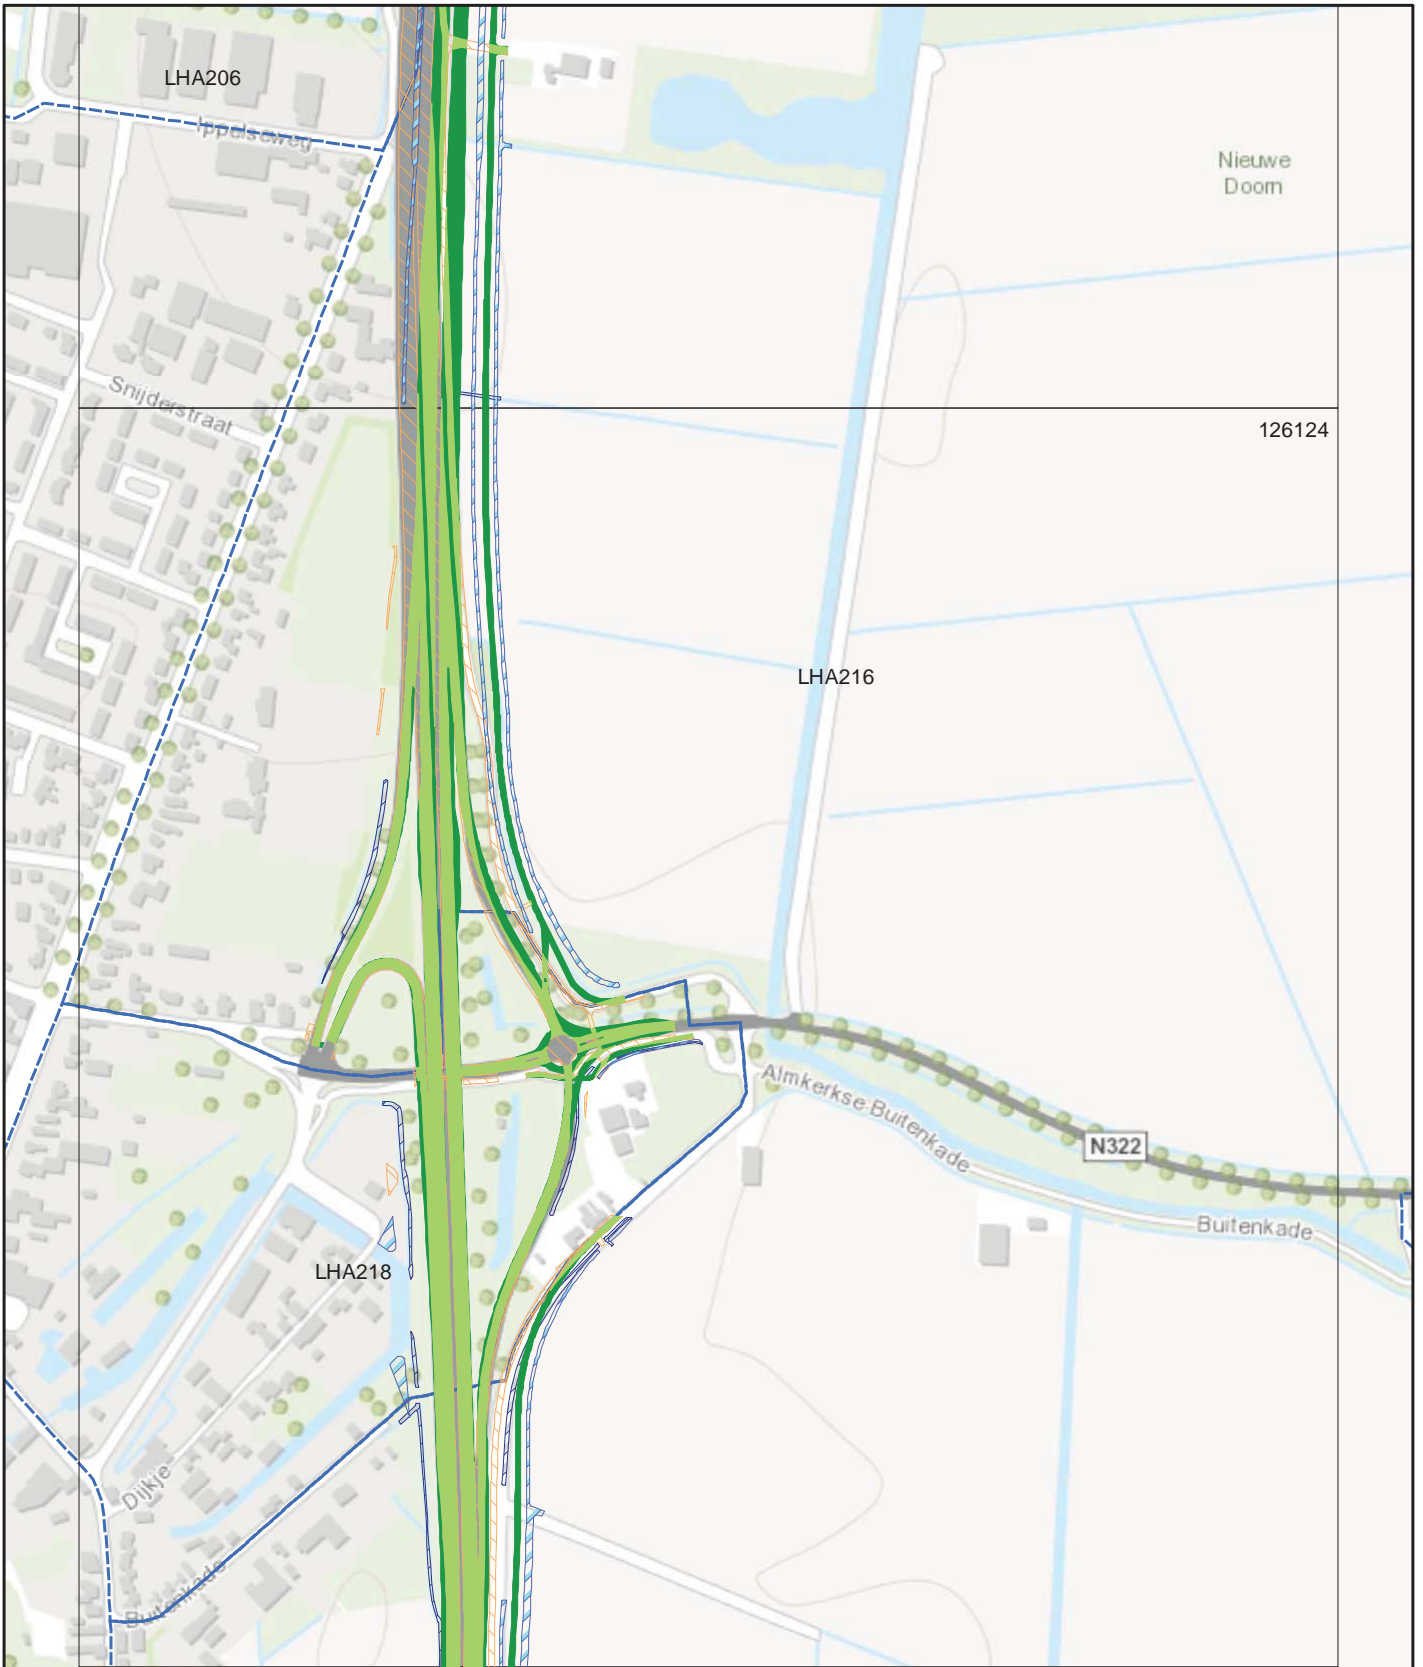 LHA206
Ippelseweg
Nieuwe
Doorn
Snijderstraat
126124
LHA216
Almkerkse Buitenkade
N322
Buitenkade
LHA218
Dijkje
Buitenkade